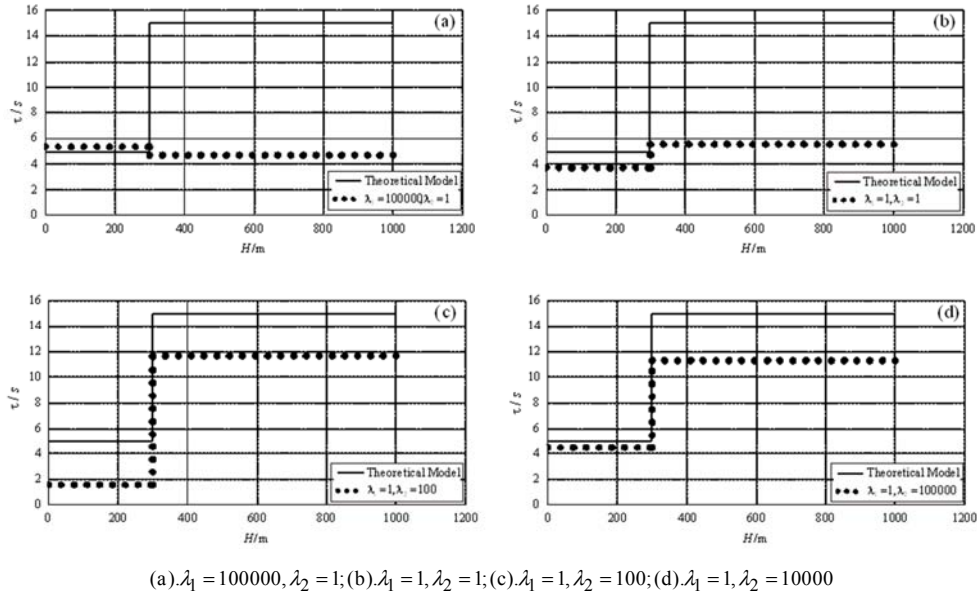 (a)
16
14
12
10
8
6
4
2
0
τ / s
0 200 400 600 800 1000 1200
H/m
Theoretical Model
λ₁=100000,λ₂=1
(b)
16
14
12
10
8
6
4
2
0
τ / s
0 200 400 600 800 1000 1200
H/m
Theoretical Model
λ₁=1,λ₂=1
(c)
16
14
12
10
8
6
4
2
0
τ / s
0 200 400 600 800 1000 1200
H/m
Theoretical Model
λ₁=1,λ₂=100
(d)
16
14
12
10
8
6
4
2
0
τ / s
0 200 400 600 800 1000 1200
H/m
Theoretical Model
λ₁=1,λ₂=100000
(a).λ₁ = 100000, λ₂ = 1; (b).λ₁ = 1, λ₂ = 1; (c).λ₁ = 1, λ₂ = 100; (d).λ₁ = 1, λ₂ = 10000